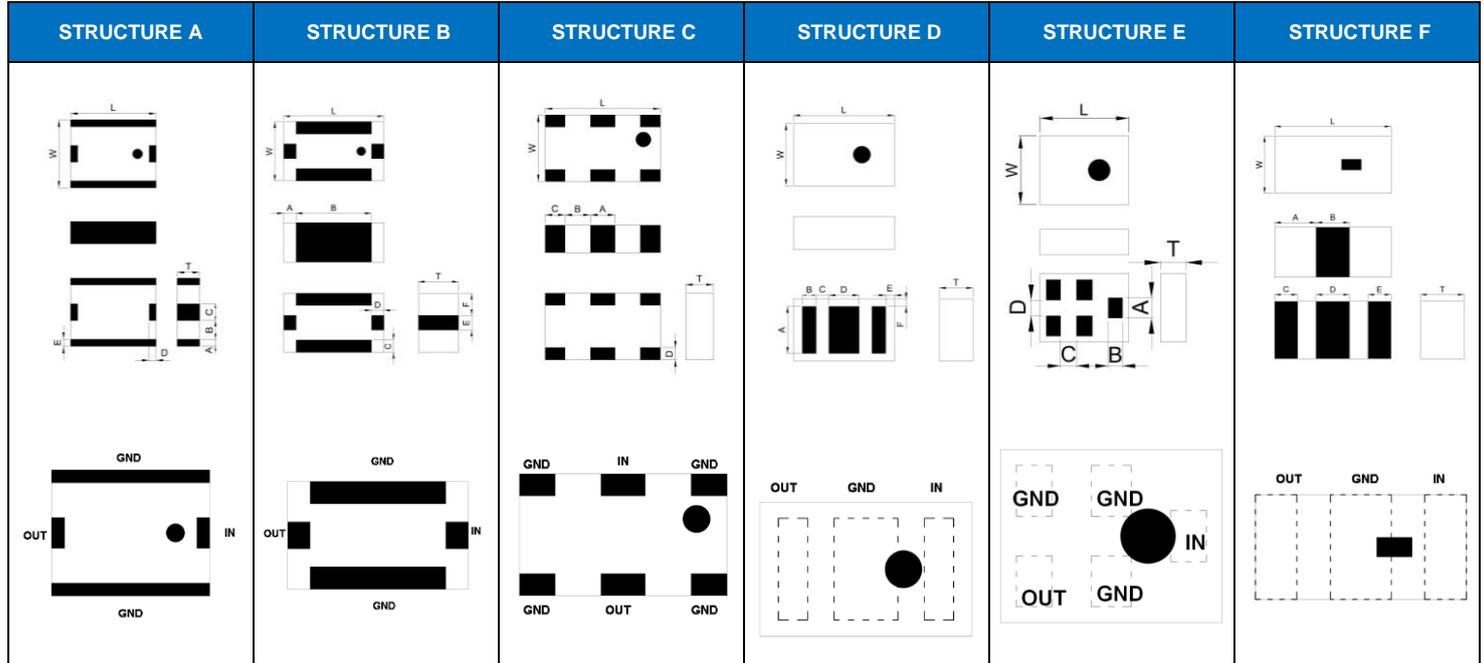 STRUCTURE A
L
W
T
C
B
A
E
D
GND
OUT
IN
GND
STRUCTURE B
L
W
A
B
T
D
F
E
C
GND
OUT
IN
GND
STRUCTURE C
L
W
C
B
A
T
D
GND
IN
GND
GND
OUT
GND
STRUCTURE D
L
W
B
C
D
E
T
A
F
OUT
GND
IN
STRUCTURE E
L
W
T
D
A
C
B
GND
GND
IN
OUT
GND
STRUCTURE F
L
W
A
B
C
D
E
T
OUT
GND
IN